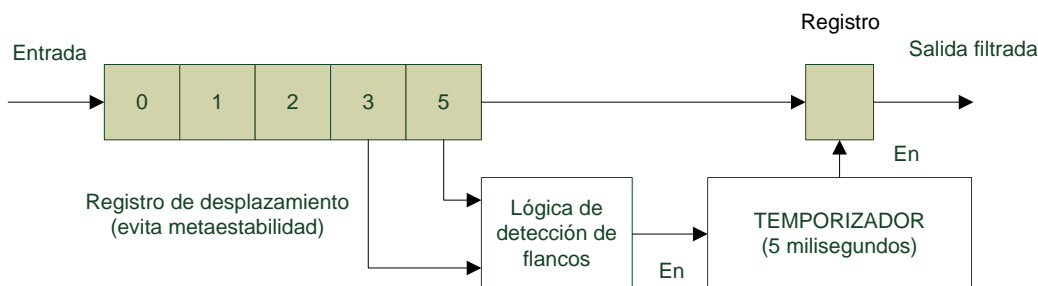 Registro
Entrada
Salida filtrada
0 1 2 3 5
En
Registro de desplazamiento
(evita metaestabilidad)
Lógica de
detección de
flancos
TEMPORIZADOR
(5 milisegundos)
En